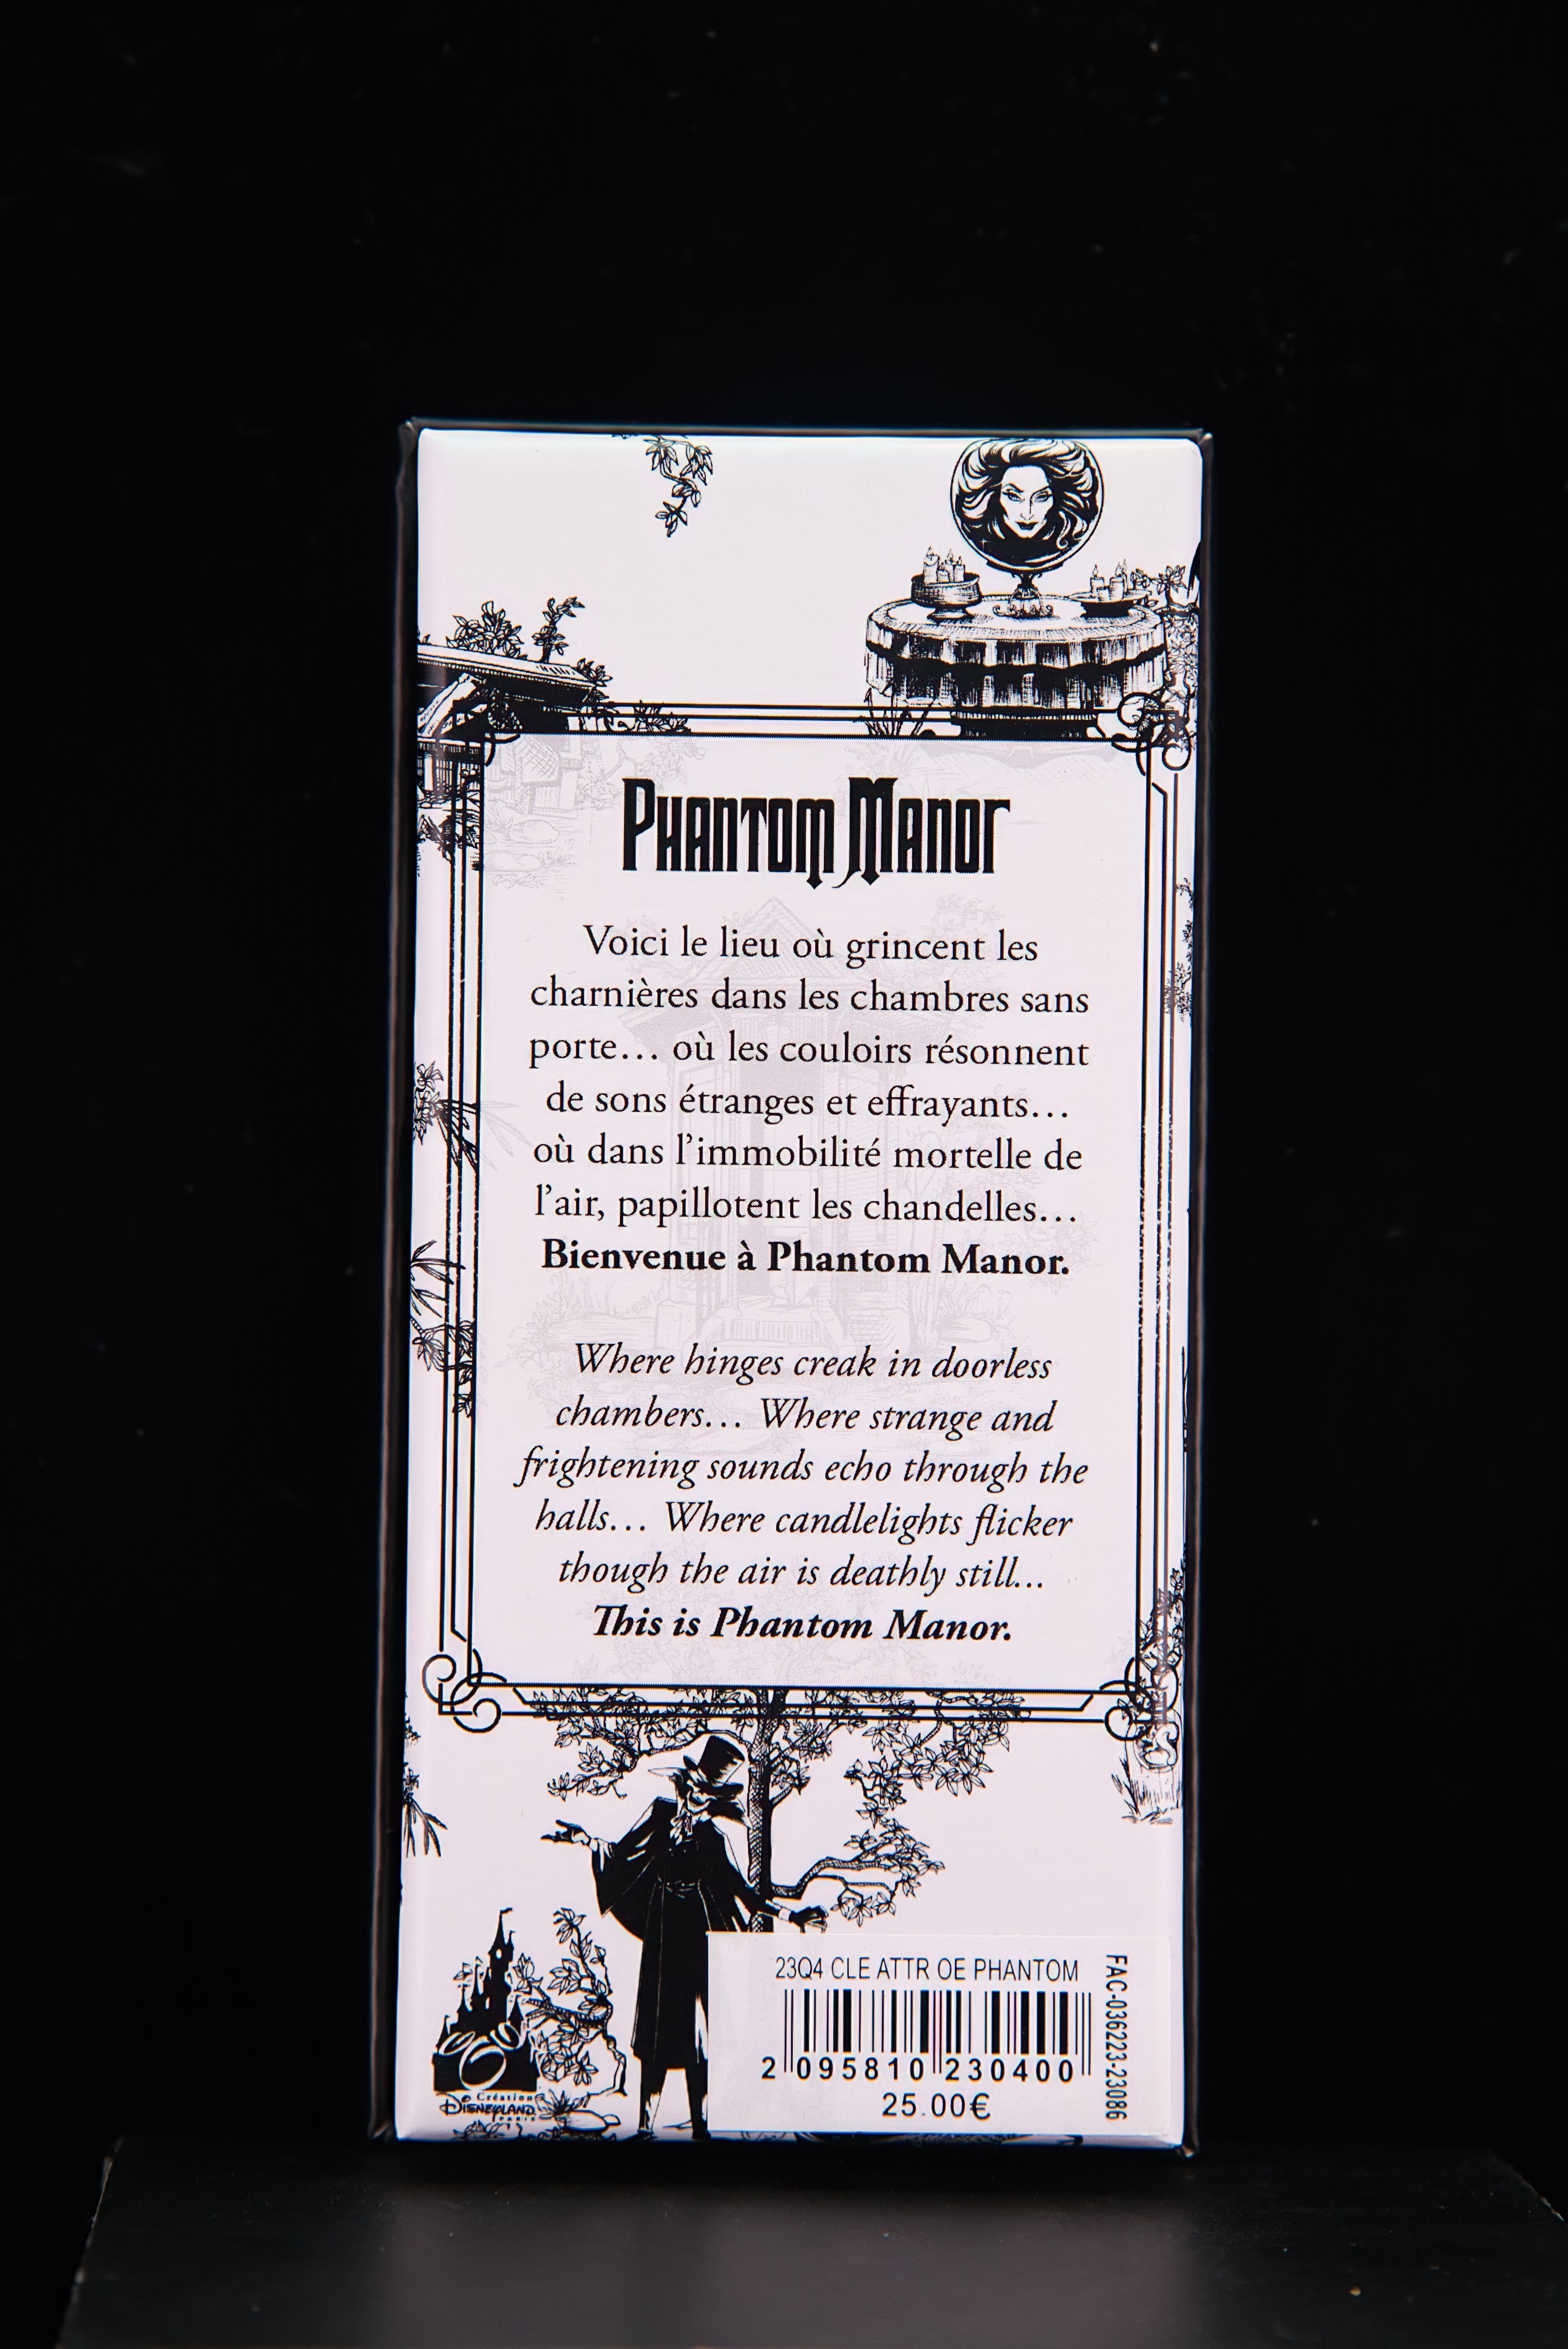 Phantom Manor
Voici le lieu où grincent les
charnières dans les chambres sans
porte… où les couloirs résonnent
de sons étranges et effrayants…
où dans l’immobilité mortelle de
l’air, papillotent les chandelles…
Bienvenue à Phantom Manor.
Where hinges creak in doorless
chambers… Where strange and
frightening sounds echo through the
halls… Where candlelights flicker
though the air is deathly still...
This is Phantom Manor.
Création
DISNEYLAND
PARIS
23Q4 CLE ATTR OE PHANTOM
2 095810 230400
25.00€
FAC-036223-23086